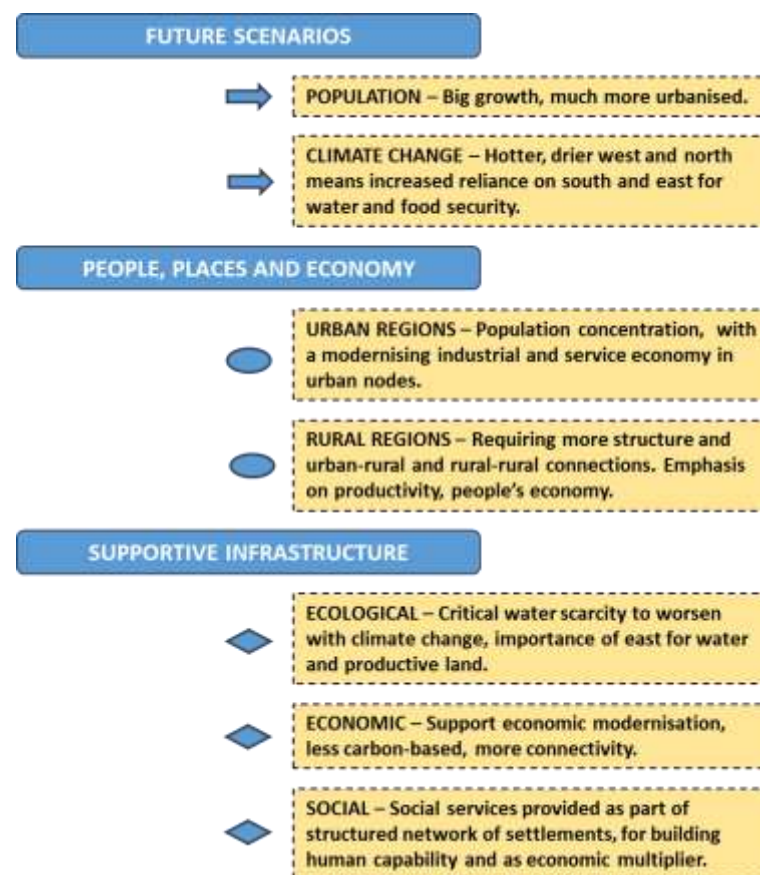 FUTURE SCENARIOS
POPULATION – Big growth, much more urbanised.
CLIMATE CHANGE – Hotter, drier west and north
means increased reliance on south and east for
water and food security.
PEOPLE, PLACES AND ECONOMY
URBAN REGIONS – Population concentration, with
a modernising industrial and service economy in
urban nodes.
RURAL REGIONS – Requiring more structure and
urban-rural and rural-rural connections. Emphasis
on productivity, people’s economy.
SUPPORTIVE INFRASTRUCTURE
ECOLOGICAL – Critical water scarcity to worsen
with climate change, importance of east for water
and productive land.
ECONOMIC – Support economic modernisation,
less carbon-based, more connectivity.
SOCIAL – Social services provided as part of
structured network of settlements, for building
human capability and as economic multiplier.